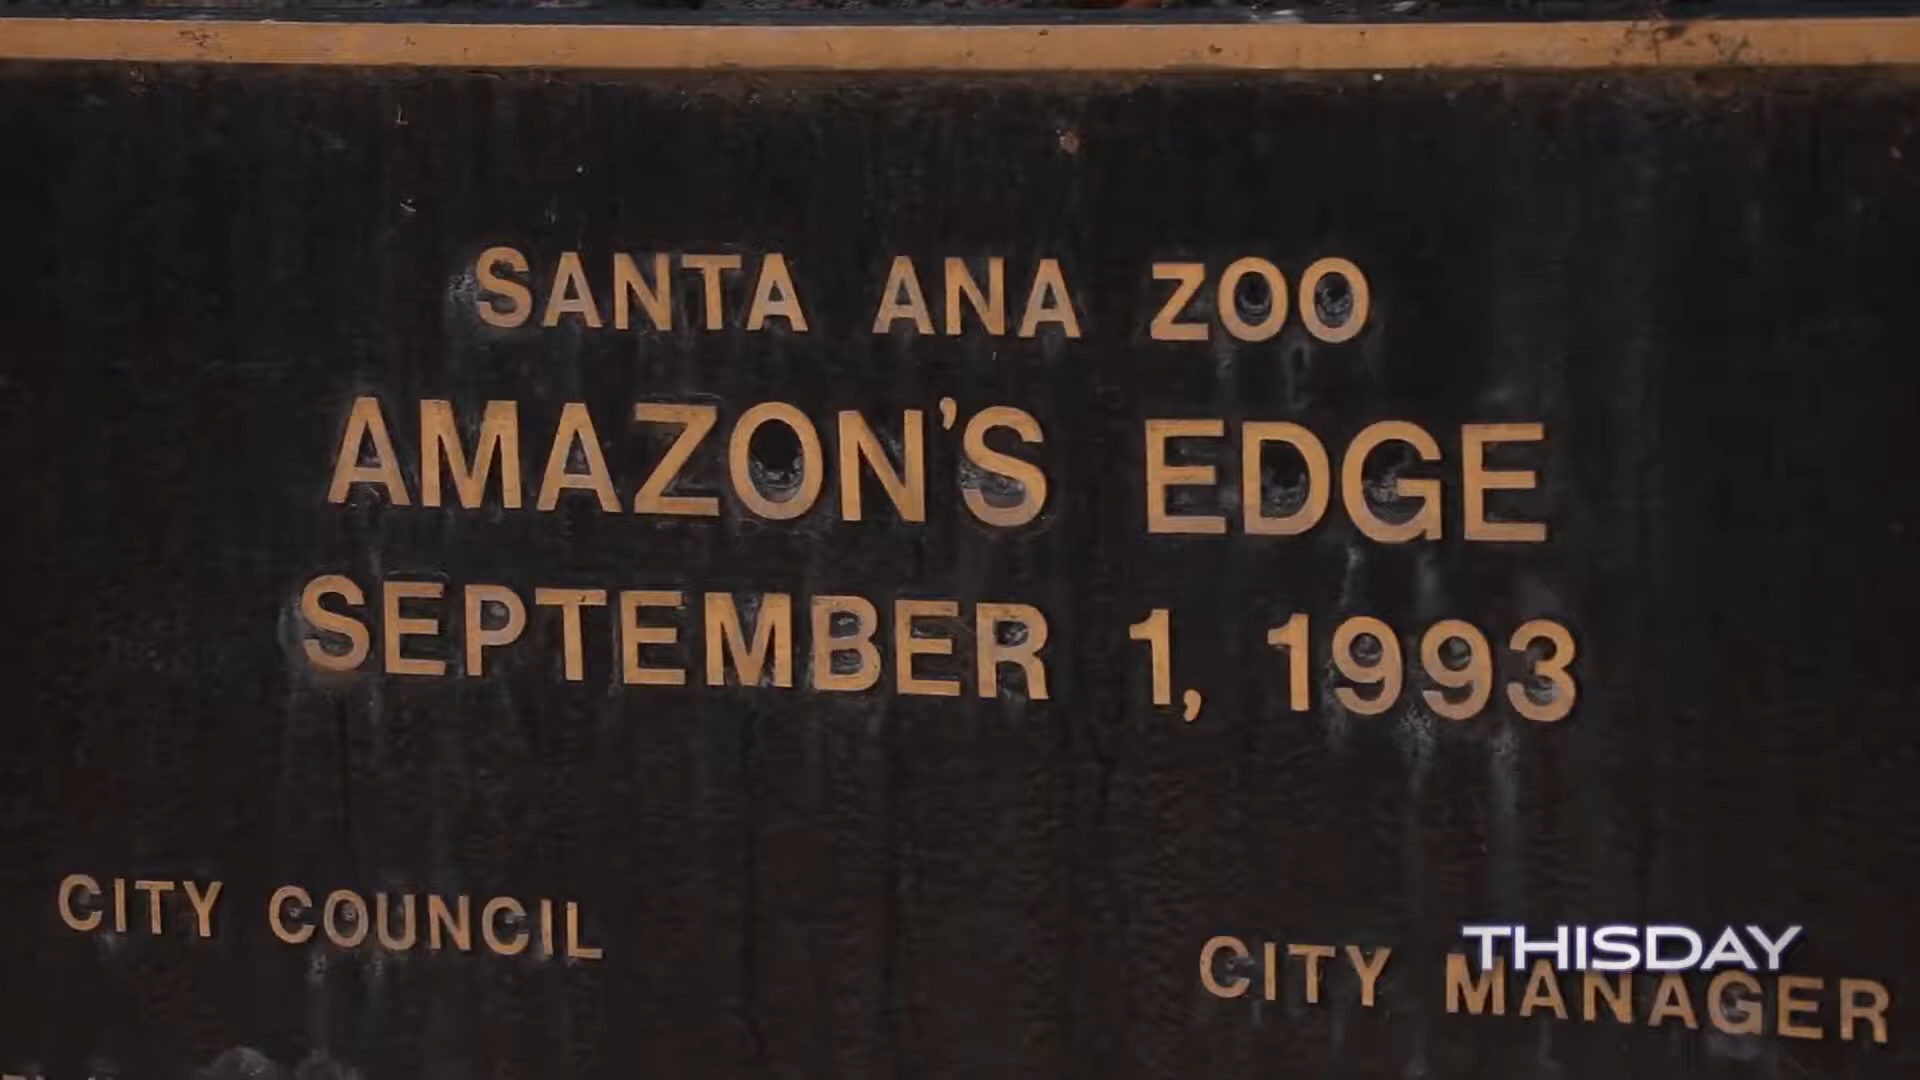 SANTA ANA ZOO
AMAZON'S EDGE
SEPTEMBER 1, 1993
CITY COUNCIL
CITY MANAGER
THISDAY